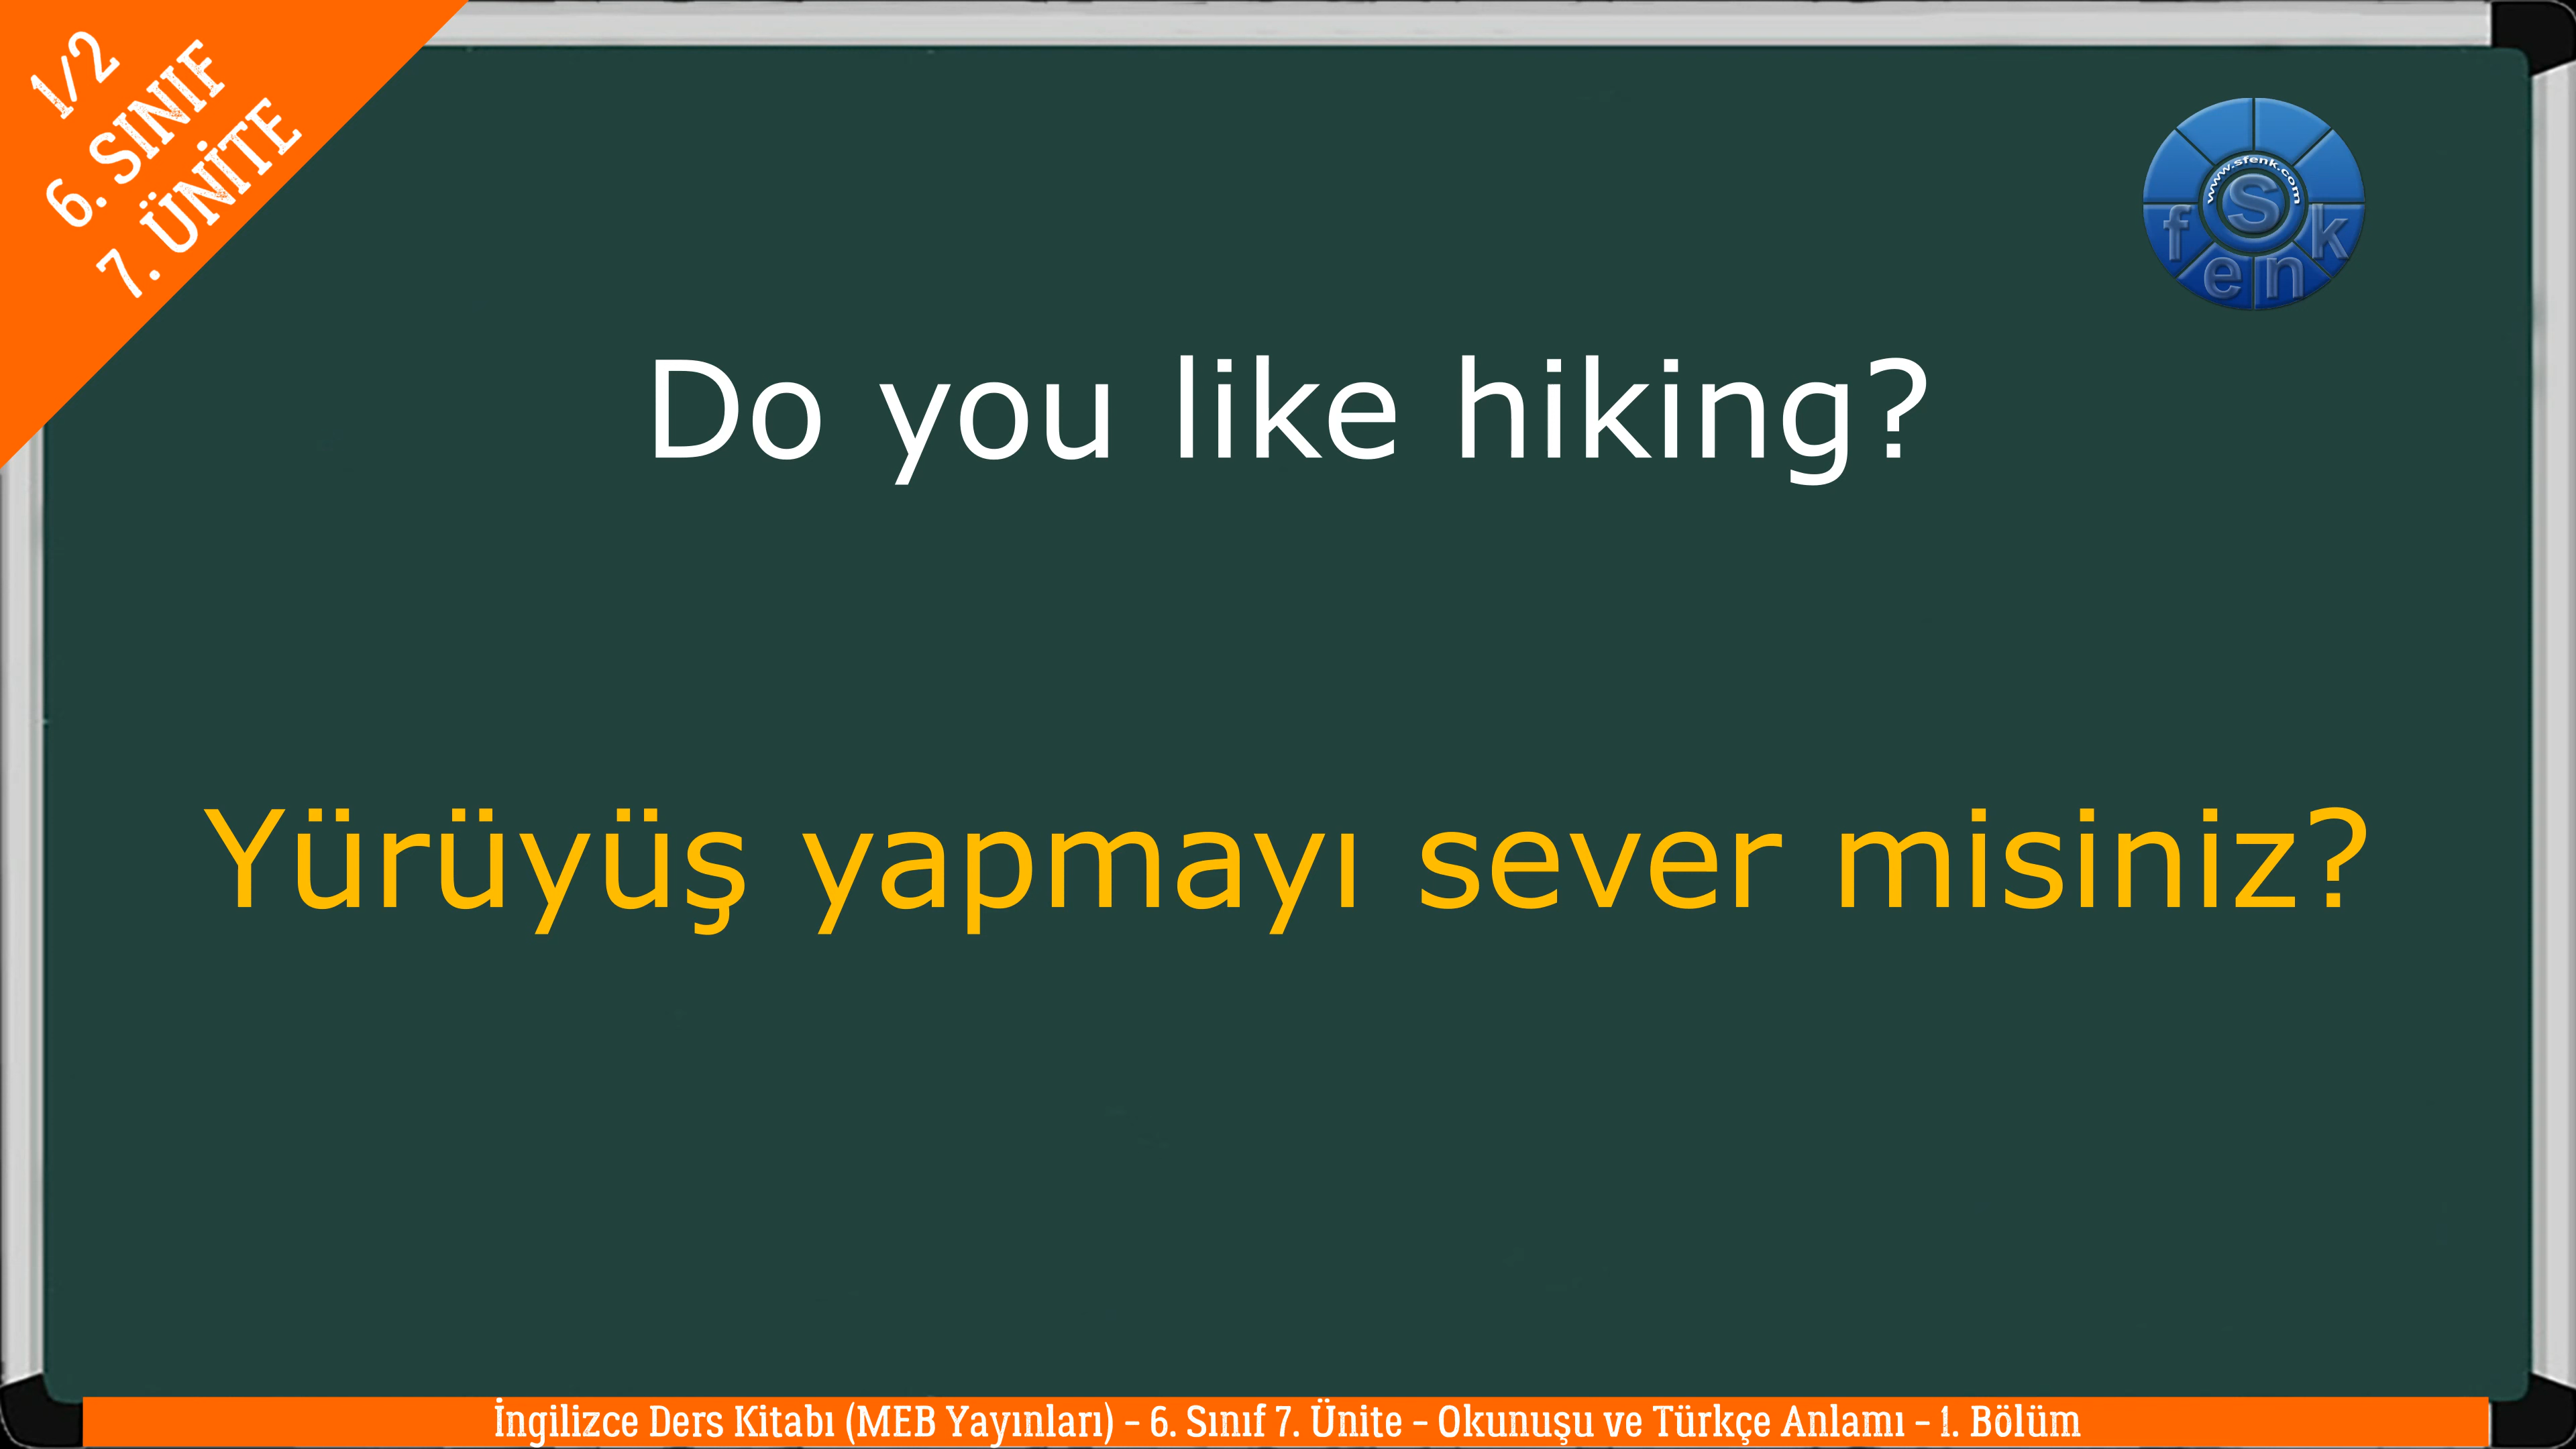 1/2
6. SINIF
7. ÜNİTE
www.sfenk.com
S
f e n k
Do you like hiking?
Yürüyüş yapmayı sever misiniz?
İngilizce Ders Kitabı (MEB Yayınları) – 6. Sınıf 7. Ünite – Okunuşu ve Türkçe Anlamı – 1. Bölüm